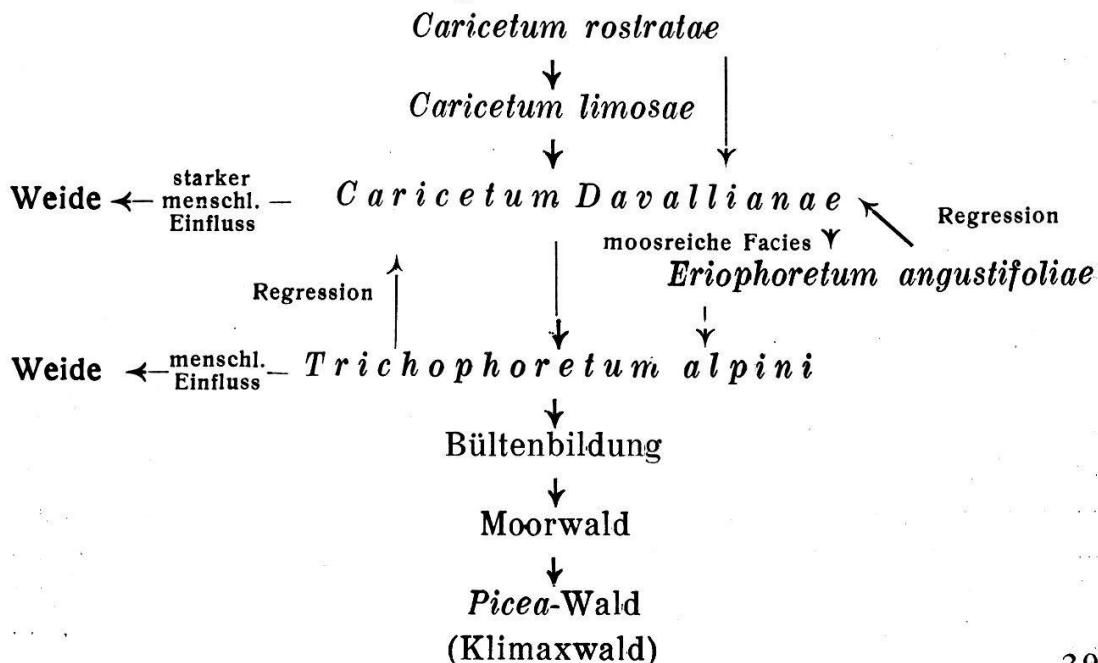 Caricetum rostratae
Caricetum limosae
Weide
starker
menschl.
Einfluss
Caricetum Davallianae
Regression
moosreiche Facies
Eriophoretum angustifoliae
Regression
Weide
menschl.
Einfluss
Trichophoretum alpini
Bültenbildung
Moorwald
Picea-Wald
(Klimaxwald)